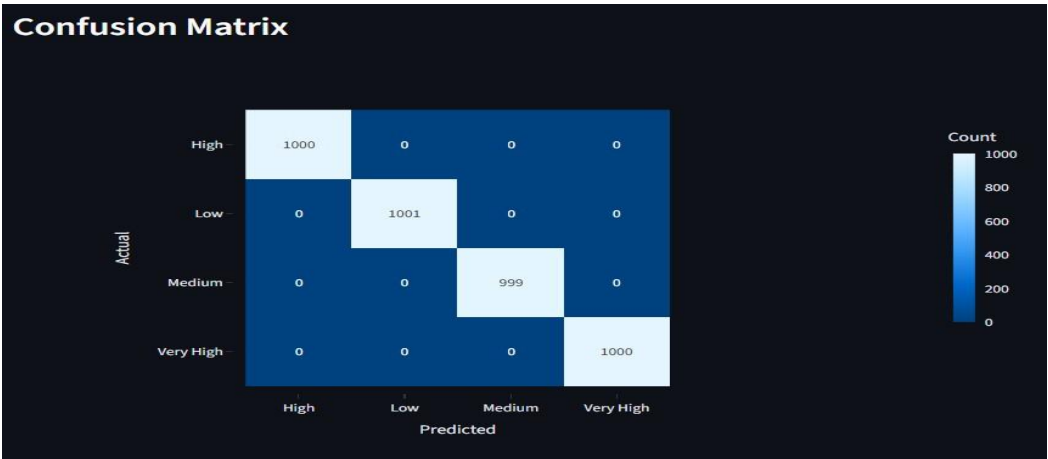 Confusion Matrix
Count
High 1000 0 0 0
1000
800
Low 0 1001 0 0
600
Actual
400
Medium 0 0 999 0
200
0
Very High 0 0 0 1000
High Low Medium Very High
Predicted